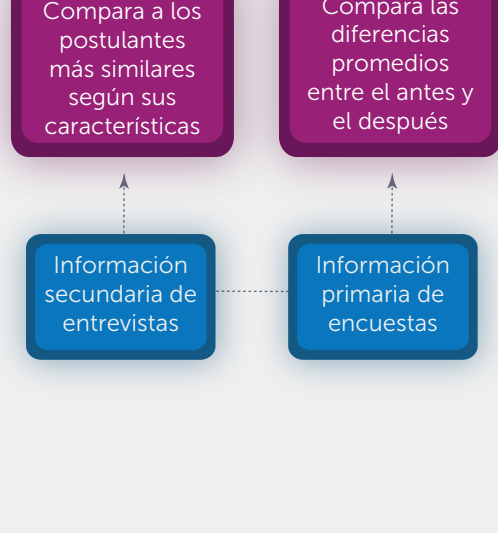 Compara a los
postulantes
más similares
según sus
características
Compara las
diferencias
promedios
entre el antes y
el después
Información
secundaria de
entrevistas
Información
primaria de
encuestas